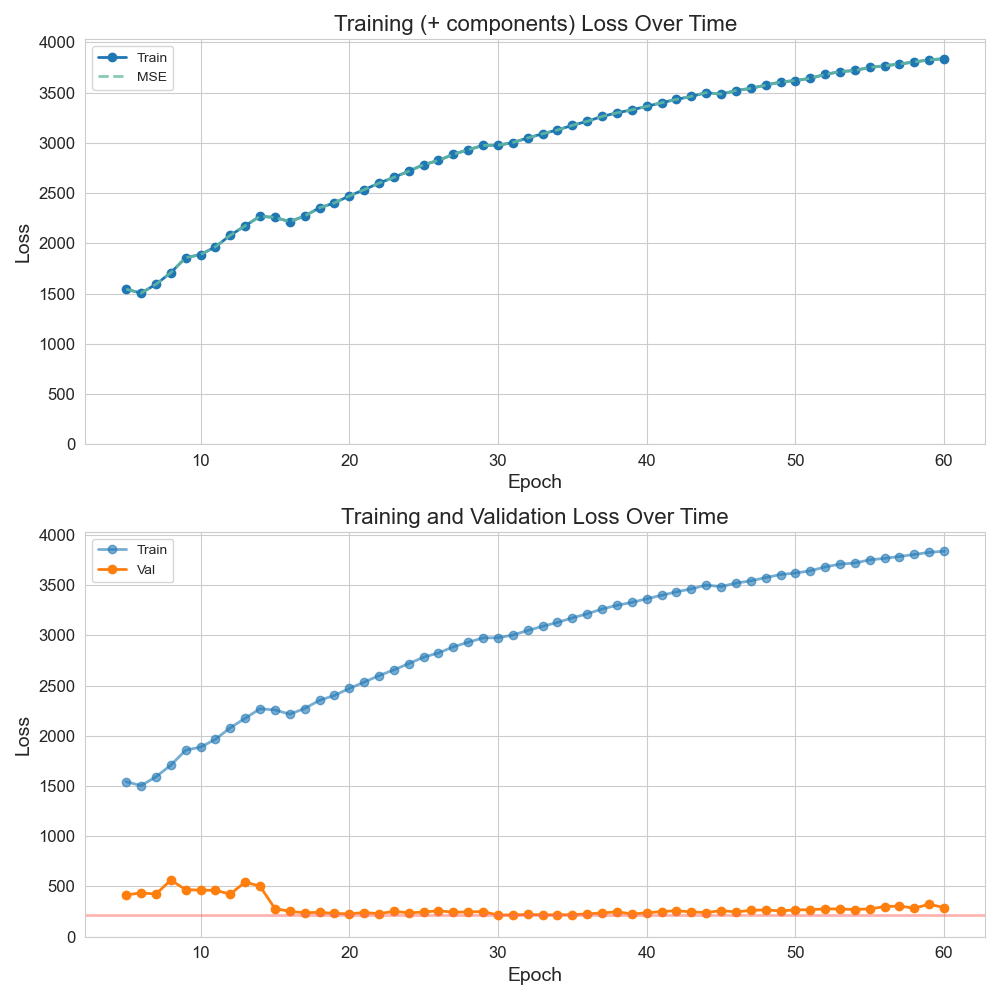 Training (+ components) Loss Over Time
Train
MSE
Loss
4000
3500
3000
2500
2000
1500
1000
500
0
10 20 30 40 50 60
Epoch
Training and Validation Loss Over Time
Train
Val
Loss
4000
3500
3000
2500
2000
1500
1000
500
0
10 20 30 40 50 60
Epoch